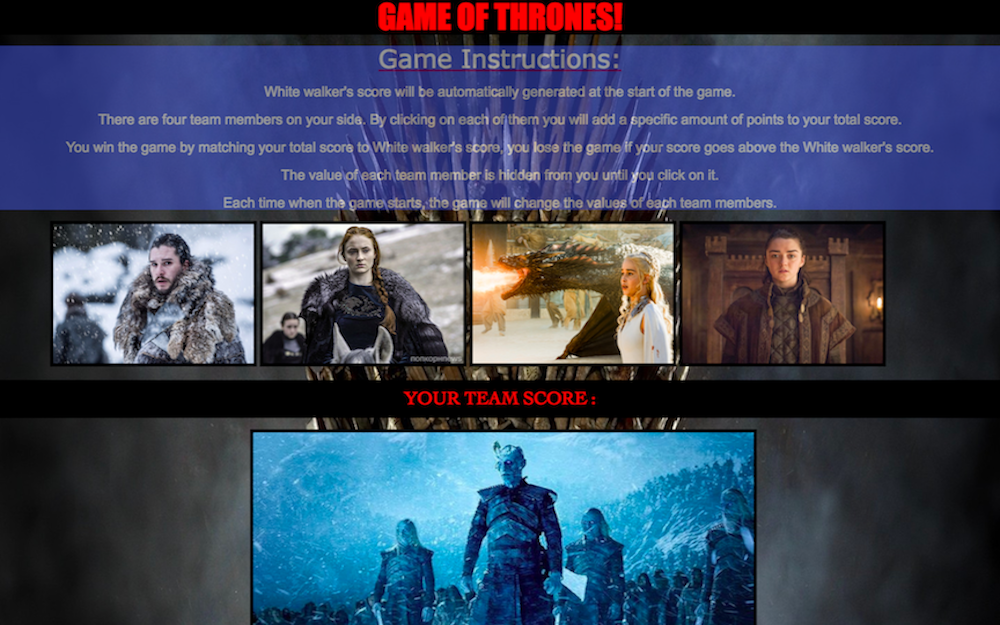 GAME OF THRONES!
Game Instructions:
White walker's score will be automatically generated at the start of the game.
There are four team members on your side. By clicking on each of them you will add a specific amount of points to your total score.
You win the game by matching your total score to White walker's score, you lose the game if your score goes above the White walker's score.
The value of each team member is hidden from you until you click on it.
Each time when the game starts, the game will change the values of each team members.
YOUR TEAM SCORE :